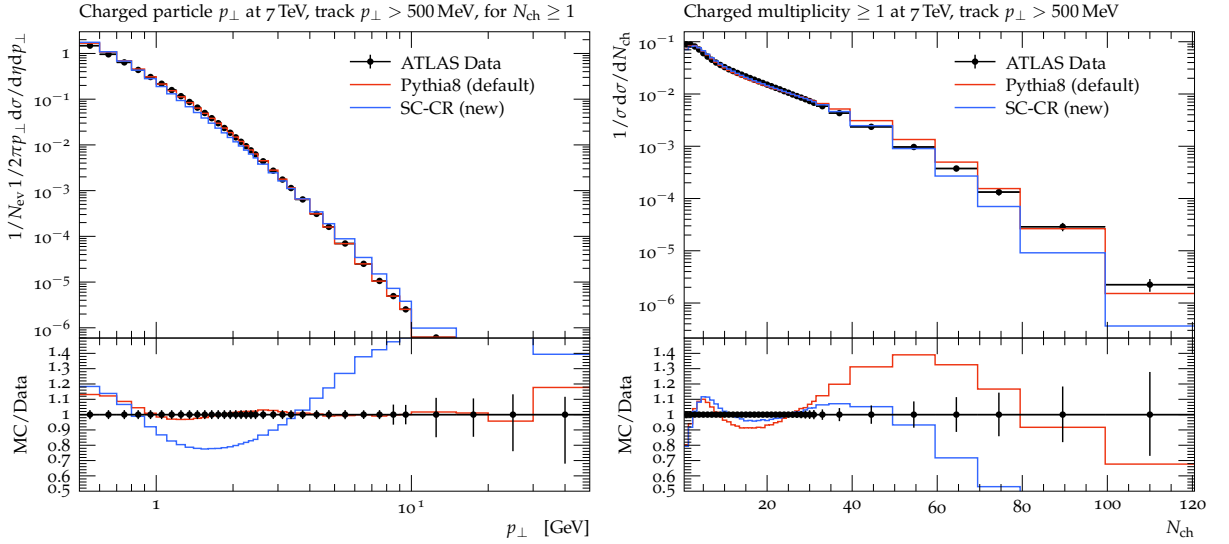 Charged particle p⊥ at 7 TeV, track p⊥ > 500 MeV, for Nch ≥ 1
1/Nev 1/2πp⊥ dσ/dηdp⊥
1
10⁻¹
10⁻²
10⁻³
10⁻⁴
10⁻⁵
10⁻⁶
ATLAS Data
Pythia8 (default)
SC-CR (new)
MC/Data
1.4
1.3
1.2
1.1
1
0.9
0.8
0.7
0.6
0.5
1
10¹
p⊥ [GeV]
Charged multiplicity ≥ 1 at 7 TeV, track p⊥ > 500 MeV
1/σ dσ/dNch
10⁻¹
10⁻²
10⁻³
10⁻⁴
10⁻⁵
10⁻⁶
ATLAS Data
Pythia8 (default)
SC-CR (new)
MC/Data
1.4
1.3
1.2
1.1
1
0.9
0.8
0.7
0.6
0.5
20
40
60
80
100
120
Nch